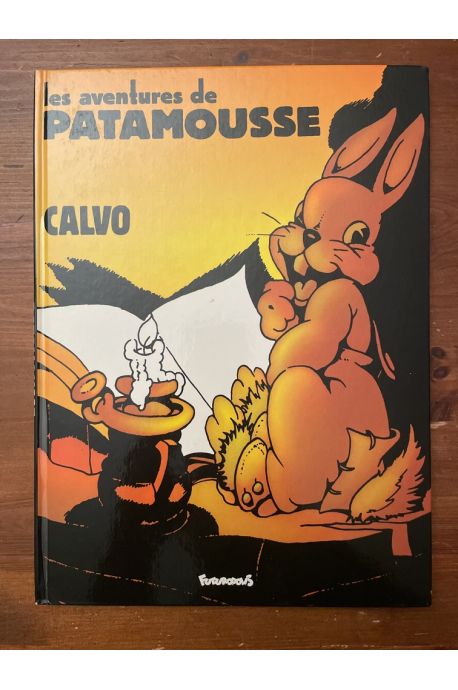 les aventures de
PATAMOUSSE
CALVO
FUTUROPOLIS